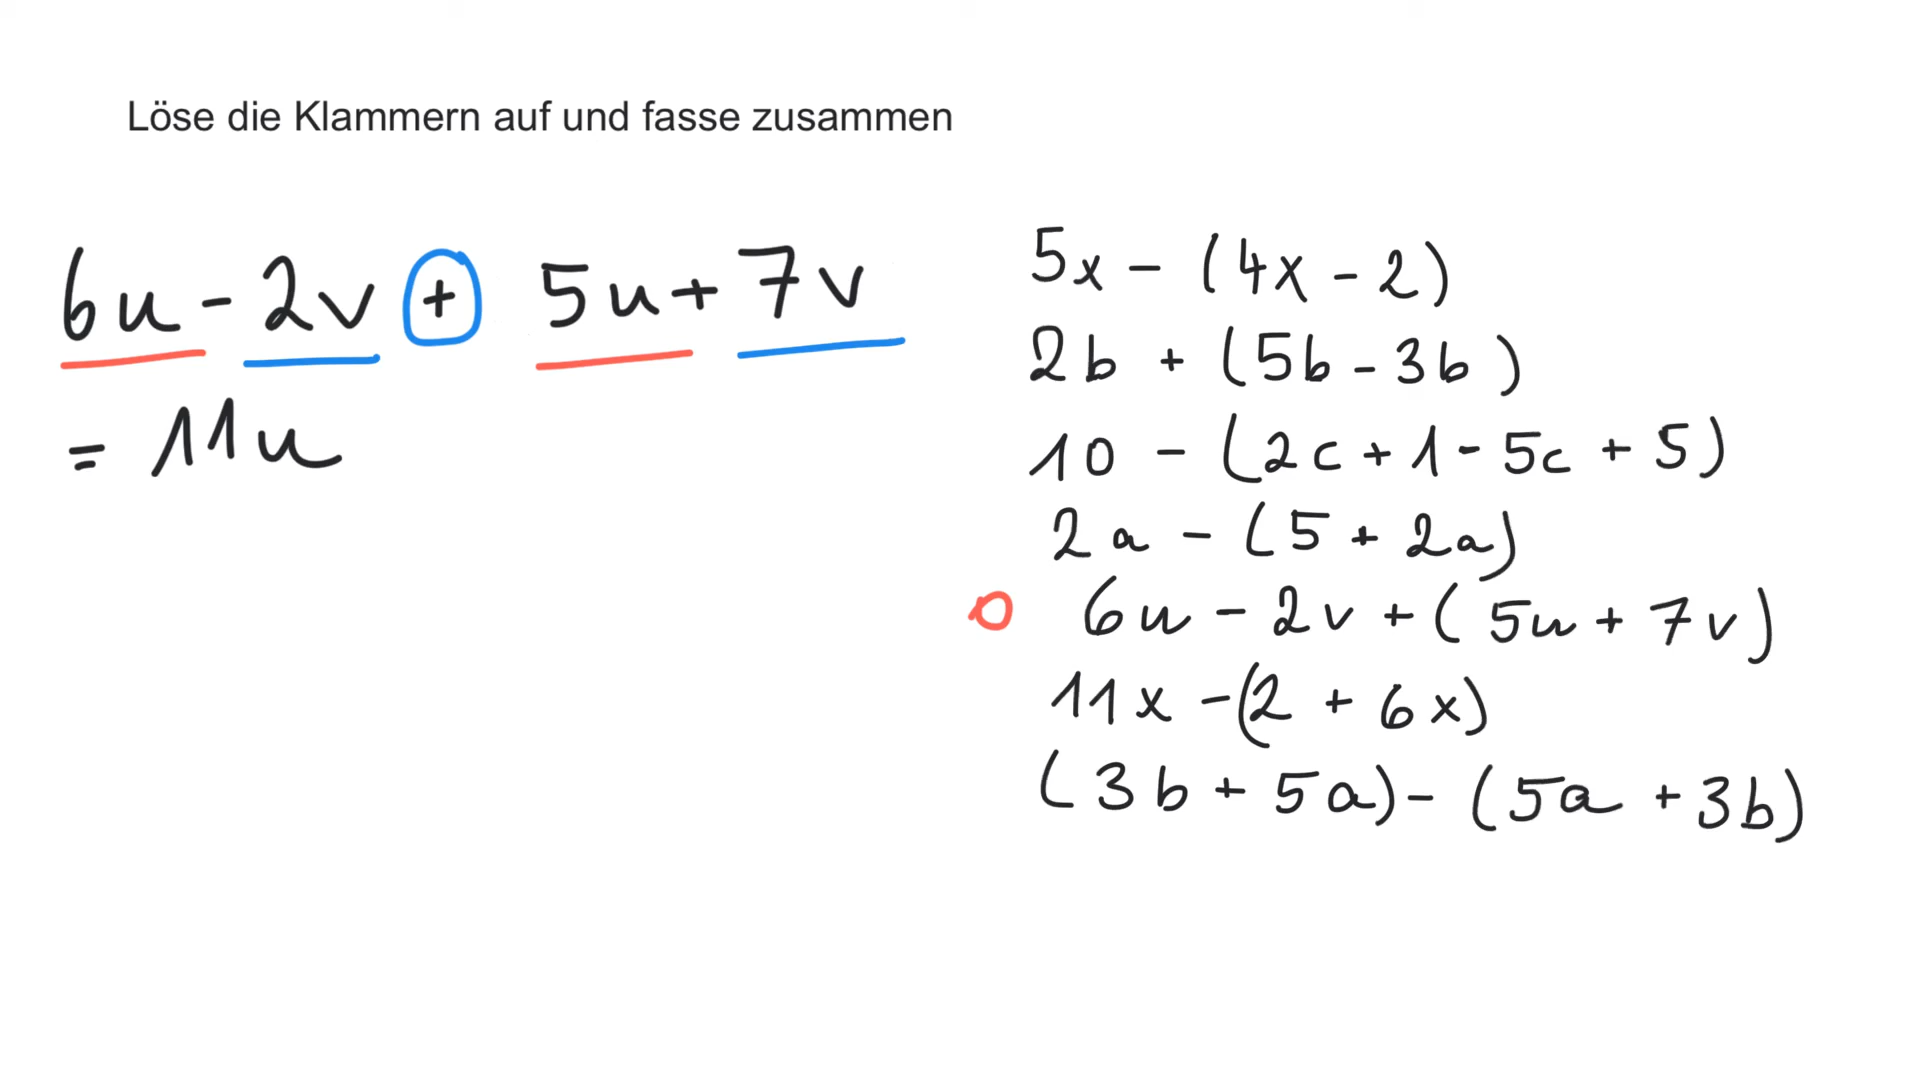 Löse die Klammern auf und fasse zusammen
6u - 2v + 5u + 7v
= 11u
5x - (4x - 2)
2b + (5b - 3b)
10 - (2c + 1 - 5c + 5)
2a - (5 + 2a)
6u - 2v + (5u + 7v)
11x - (2 + 6x)
(3b + 5a) - (5a + 3b)